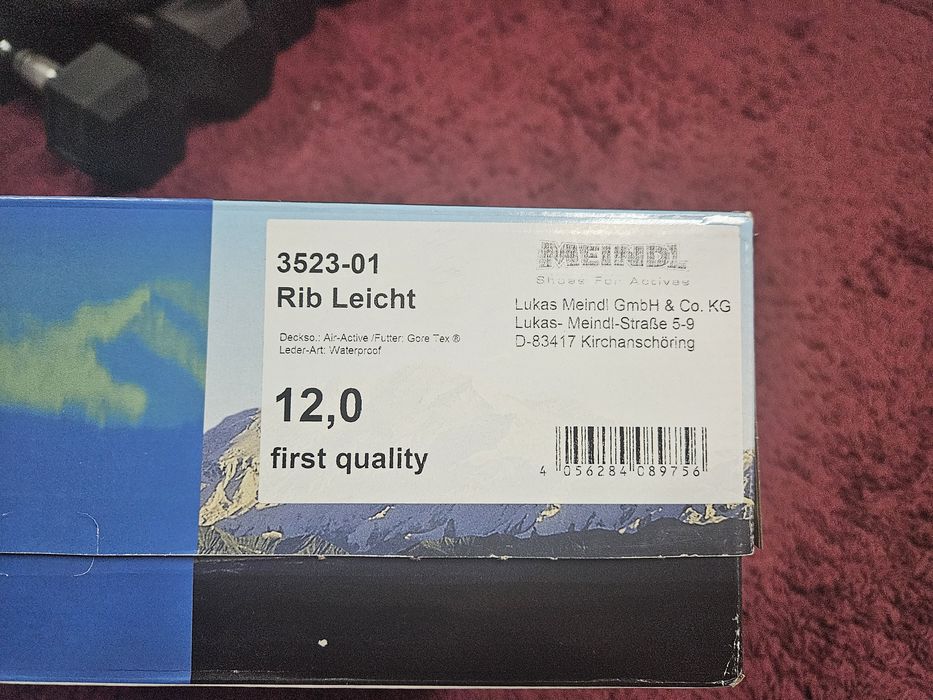 3523-01
Rib Leicht
Deckso.: Air-Active /Futter: Gore Tex ®
Leder-Art: Waterproof
12,0
first quality
MEINDL
Shoes For Actives
Lukas Meindl GmbH & Co. KG
Lukas- Meindl-Straße 5-9
D-83417 Kirchanschöring
4 056284 089756